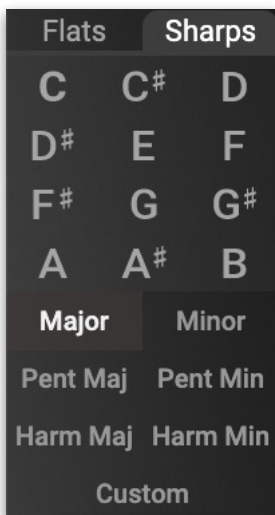 Flats Sharps
C C♯ D
D♯ E F
F♯ G G♯
A A♯ B
Major Minor
Pent Maj Pent Min
Harm Maj Harm Min
Custom